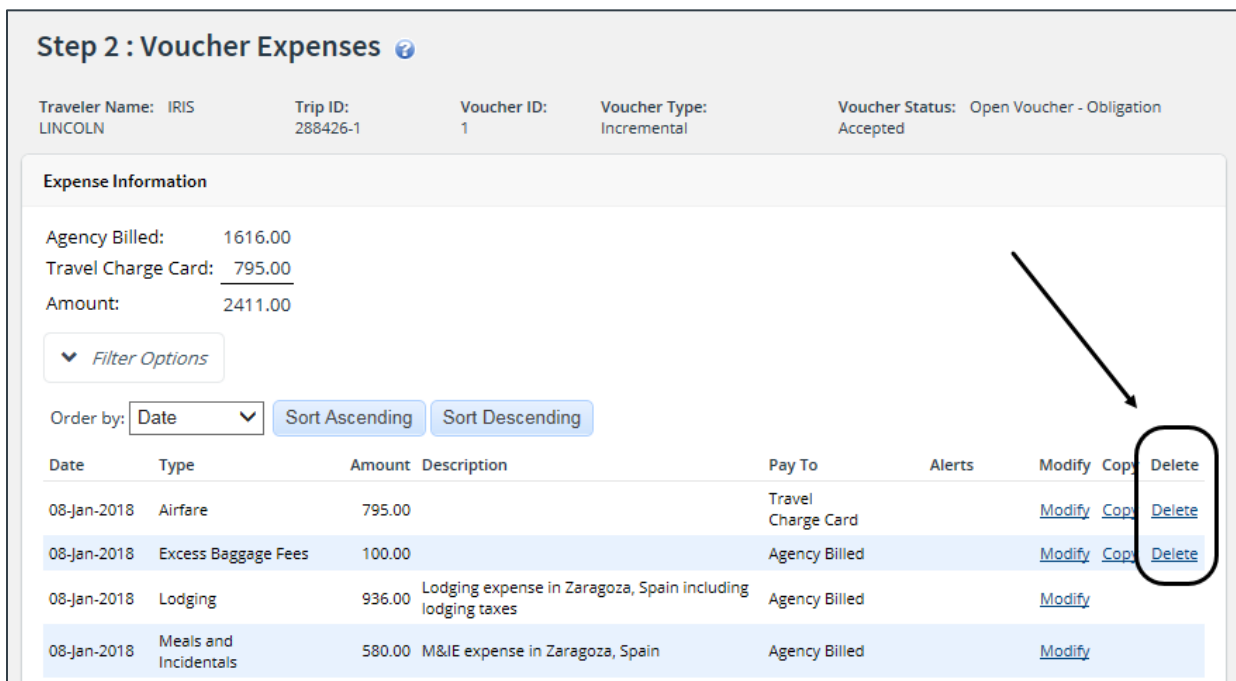 Step 2 : Voucher Expenses ?
Traveler Name: IRIS LINCOLN
Trip ID: 288426-1
Voucher ID: 1
Voucher Type: Incremental
Voucher Status: Open Voucher - Obligation Accepted
Expense Information
Agency Billed: 1616.00
Travel Charge Card: 795.00
Amount: 2411.00
Filter Options
Order by: Date Sort Ascending Sort Descending
Date Type Amount Description Pay To Alerts Modify Copy Delete
08-Jan-2018 Airfare 795.00 Travel Charge Card Modify Copy Delete
08-Jan-2018 Excess Baggage Fees 100.00 Agency Billed Modify Copy Delete
08-Jan-2018 Lodging 936.00 Lodging expense in Zaragoza, Spain including lodging taxes Agency Billed Modify
08-Jan-2018 Meals and Incidentals 580.00 M&IE expense in Zaragoza, Spain Agency Billed Modify